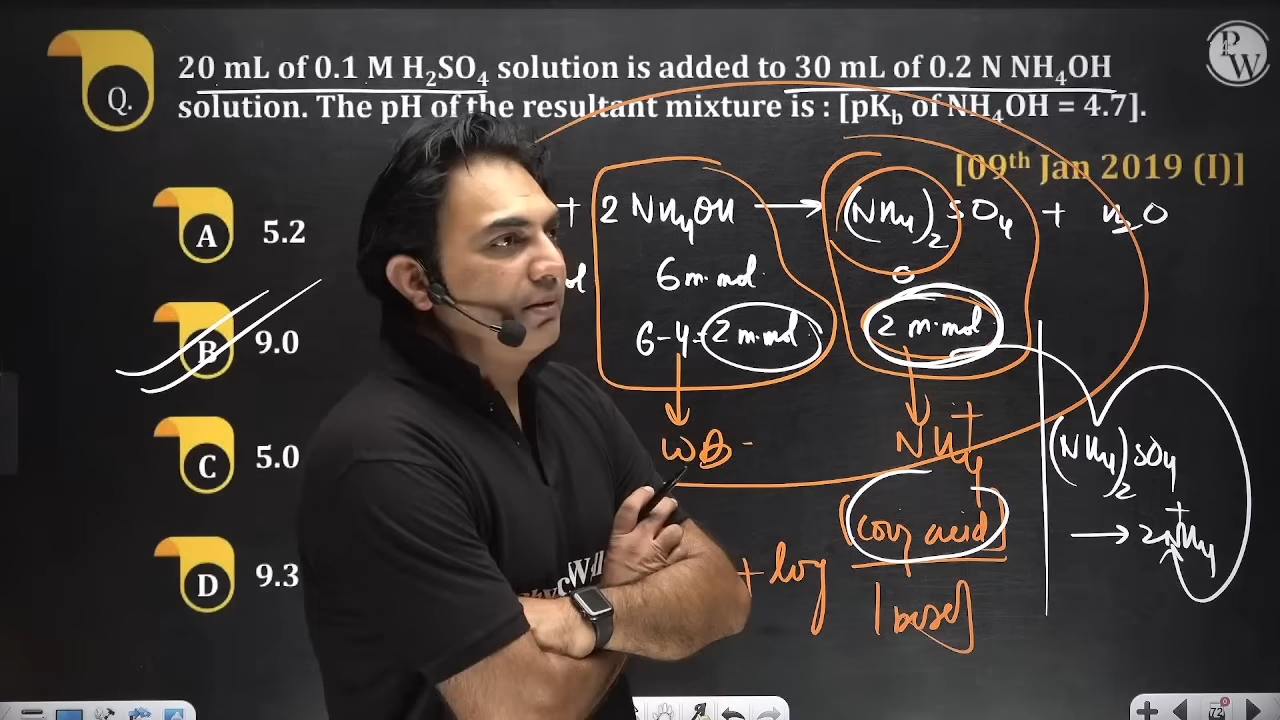 P
W
Q.
20 mL of 0.1 M H₂SO₄ solution is added to 30 mL of 0.2 N NH₄OH
solution. The pH of the resultant mixture is : [pKb of NH₄OH = 4.7].
[09th Jan 2019 (I)]
A 5.2
B 9.0
C 5.0
D 9.3
+ 2 NH₄OH → (NH₄)₂ SO₄ + H₂O
6 m·mol 0
6-4 = 2 m·mol 2 m·mol
WB NH₄⁺
(NH₄)₂SO₄
→ 2NH₄⁺
+ log [conj acid]
[base]
72